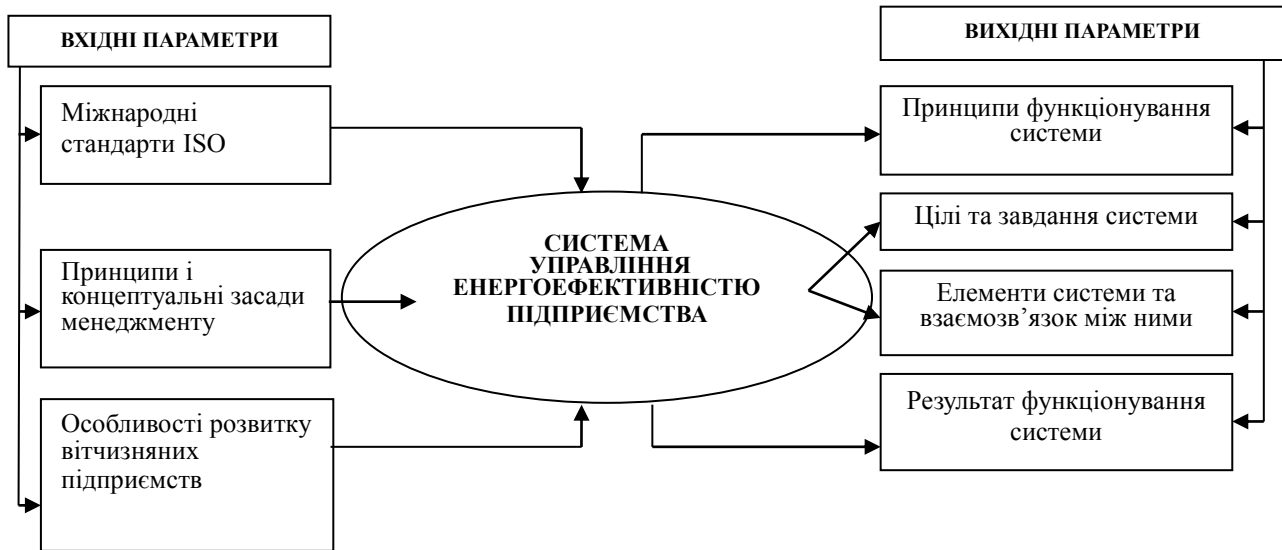 ВХІДНІ ПАРАМЕТРИ
Міжнародні
стандарти ISO
Принципи і
концептуальні засади
менеджменту
Особливості розвитку
вітчизняних
підприємств
СИСТЕМА
УПРАВЛІННЯ
ЕНЕРГОЕФЕКТИВНІСТЮ
ПІДПРИЄМСТВА
ВИХІДНІ ПАРАМЕТРИ
Принципи функціонування
системи
Цілі та завдання системи
Елементи системи та
взаємозв’язок між ними
Результат функціонування
системи